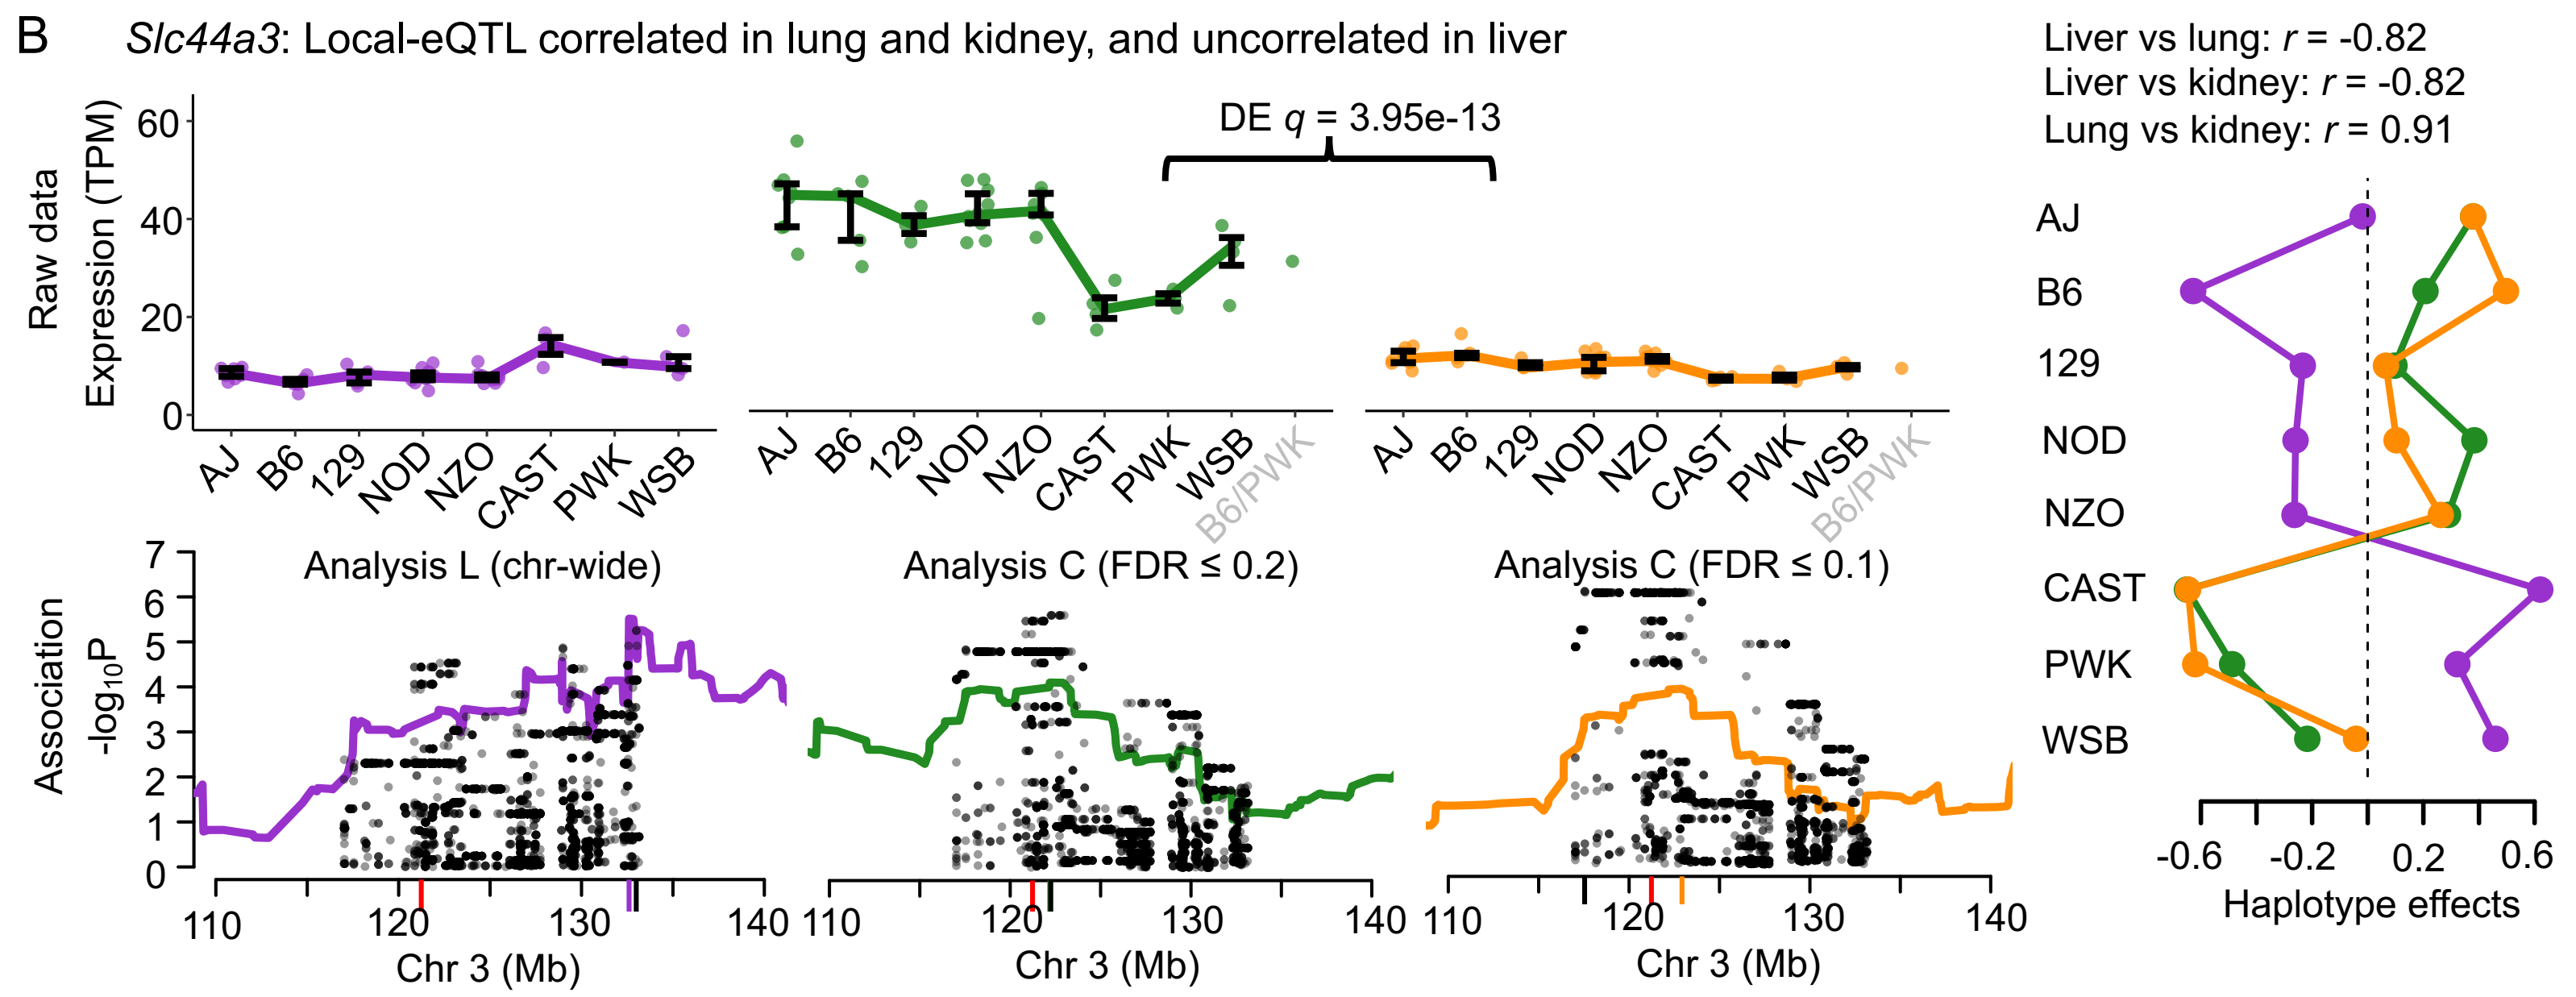 B
Slc44a3: Local-eQTL correlated in lung and kidney, and uncorrelated in liver
Liver vs lung: r = -0.82
Liver vs kidney: r = -0.82
Lung vs kidney: r = 0.91
DE q = 3.95e-13
Raw data
Expression (TPM)
60
40
20
0
AJ B6 129 NOD NZO CAST PWK WSB
AJ B6 129 NOD NZO CAST PWK WSB B6/PWK
AJ B6 129 NOD NZO CAST PWK WSB B6/PWK
AJ
B6
129
NOD
NZO
CAST
PWK
WSB
-0.6 -0.2 0.2 0.6
Haplotype effects
Analysis L (chr-wide)
Analysis C (FDR ≤ 0.2)
Analysis C (FDR ≤ 0.1)
Association
-log10P
7
6
5
4
3
2
1
0
110 120 130 140
110 120 130 140
110 120 130 140
Chr 3 (Mb)
Chr 3 (Mb)
Chr 3 (Mb)